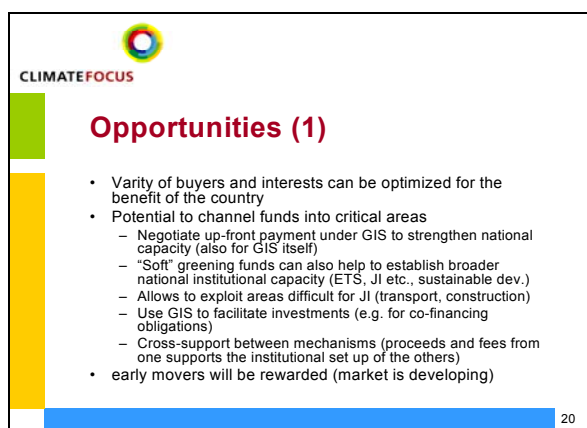 CLIMATEFOCUS
Opportunities (1)
• Varity of buyers and interests can be optimized for the
benefit of the country
• Potential to channel funds into critical areas
– Negotiate up-front payment under GIS to strengthen national
capacity (also for GIS itself)
– “Soft” greening funds can also help to establish broader
national institutional capacity (ETS, JI etc., sustainable dev.)
– Allows to exploit areas difficult for JI (transport, construction)
– Use GIS to facilitate investments (e.g. for co-financing
obligations)
– Cross-support between mechanisms (proceeds and fees from
one supports the institutional set up of the others)
• early movers will be rewarded (market is developing)
20